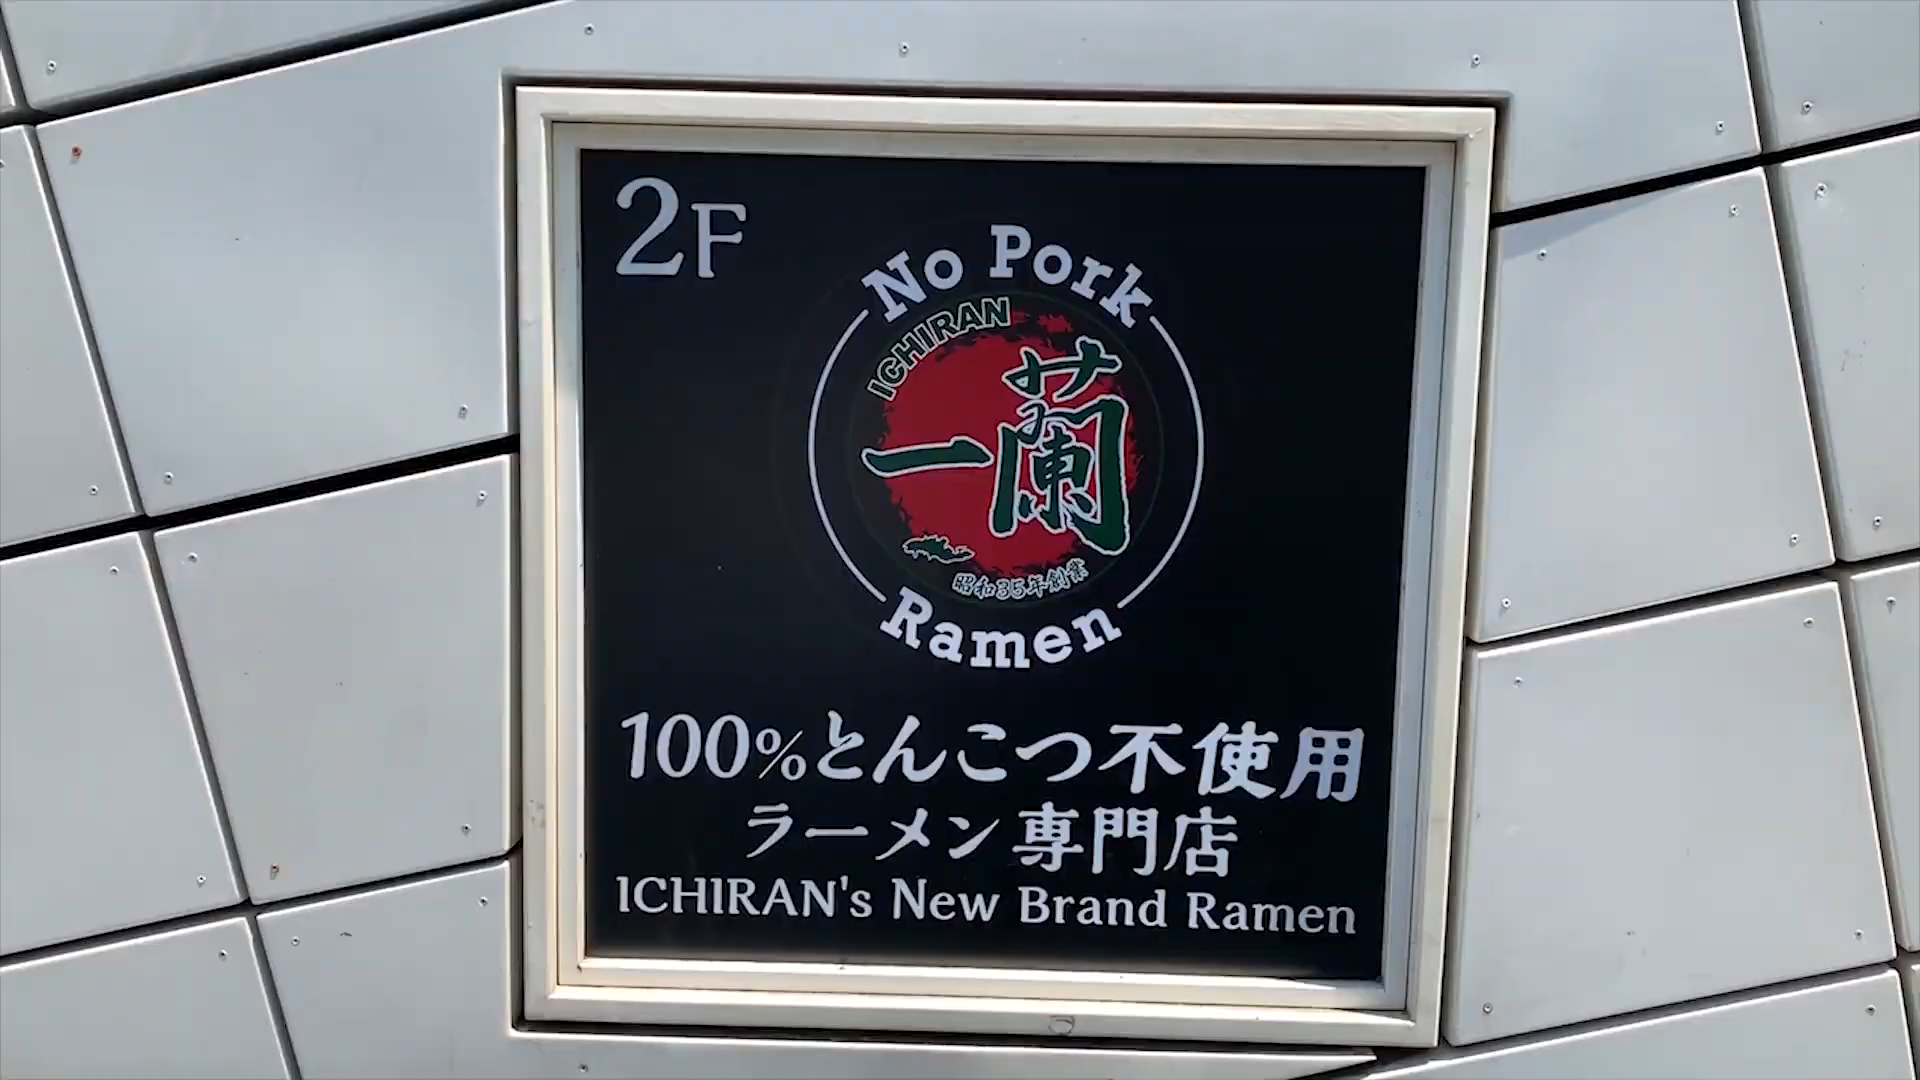 2F
No Pork
ICHIRAN
一蘭
昭和35年創業
Ramen
100%とんこつ不使用
ラーメン専門店
ICHIRAN's New Brand Ramen